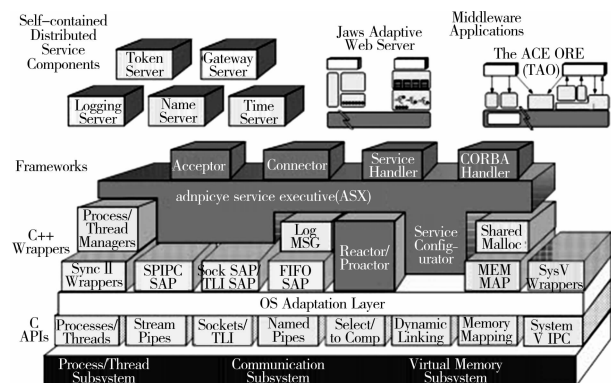 Self-contained
Distributed
Service
Components
Token
Server
Gateway
Server
Logging
Server
Name
Server
Time
Server
Jaws Adaptive
Web Server
Middleware
Applications
The ACE ORE
(TAO)
Frameworks
Acceptor
Connector
Service
Handler
CORBA
Handler
adnpicye service executive(ASX)
C++
Wrappers
Process/
Thread
Managers
Log
MSG
Reactor/
Proactor
Service
Config-
urator
Shared
Malloc
Sync II
Wrappers
SPIPC
SAP
Sock SAP/
TLI SAP
FIFO
SAP
MEM
MAP
SysV
Wrappers
OS Adaptation Layer
C
APIs
Processes/
Threads
Stream
Pipes
Sockets/
TLI
Named
Pipes
Select/
to Comp
Dynamic
Linking
Memory
Mapping
System
V IPC
Process/Thread
Subsystem
Communication
Subsystem
Virtual Memory
Subsystem